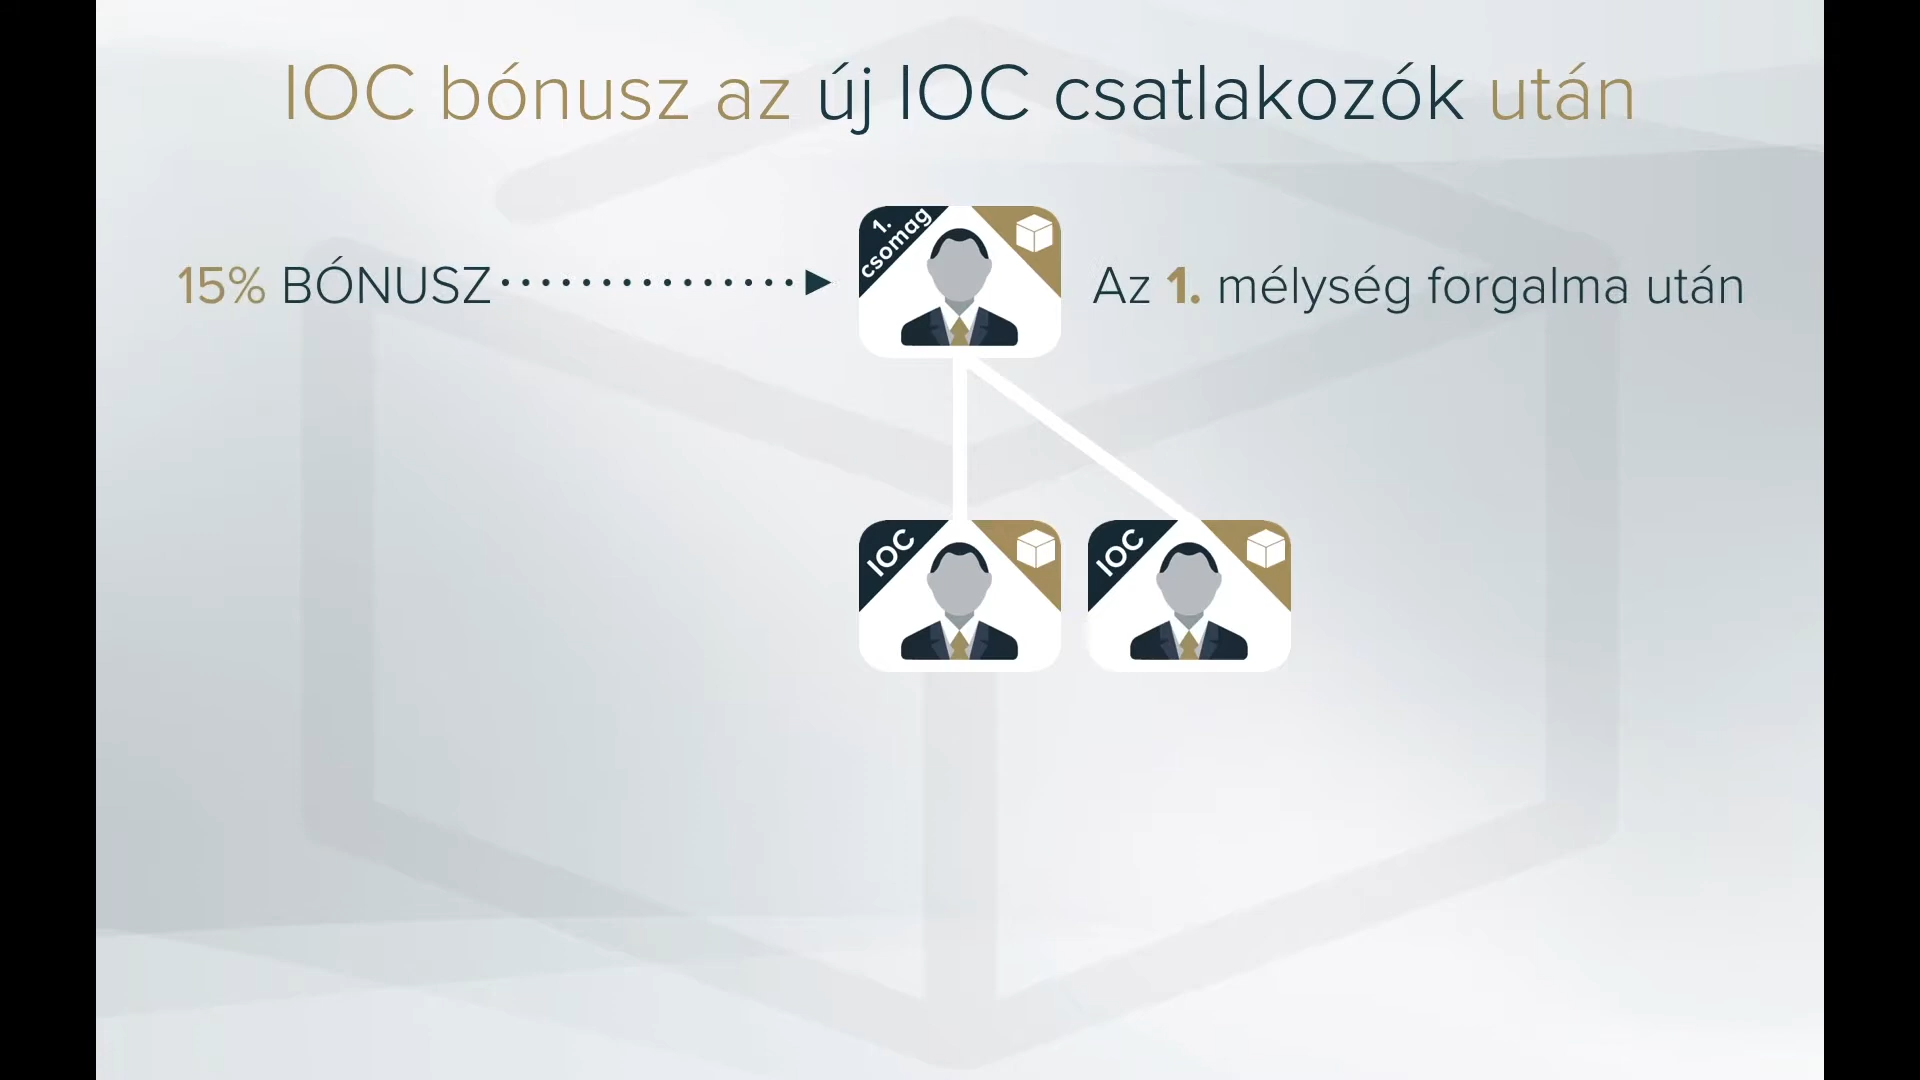 IOC bónusz az új IOC csatlakozók után
15% BÓNUSZ
1.
csomag
Az 1. mélység forgalma után
IOC
IOC